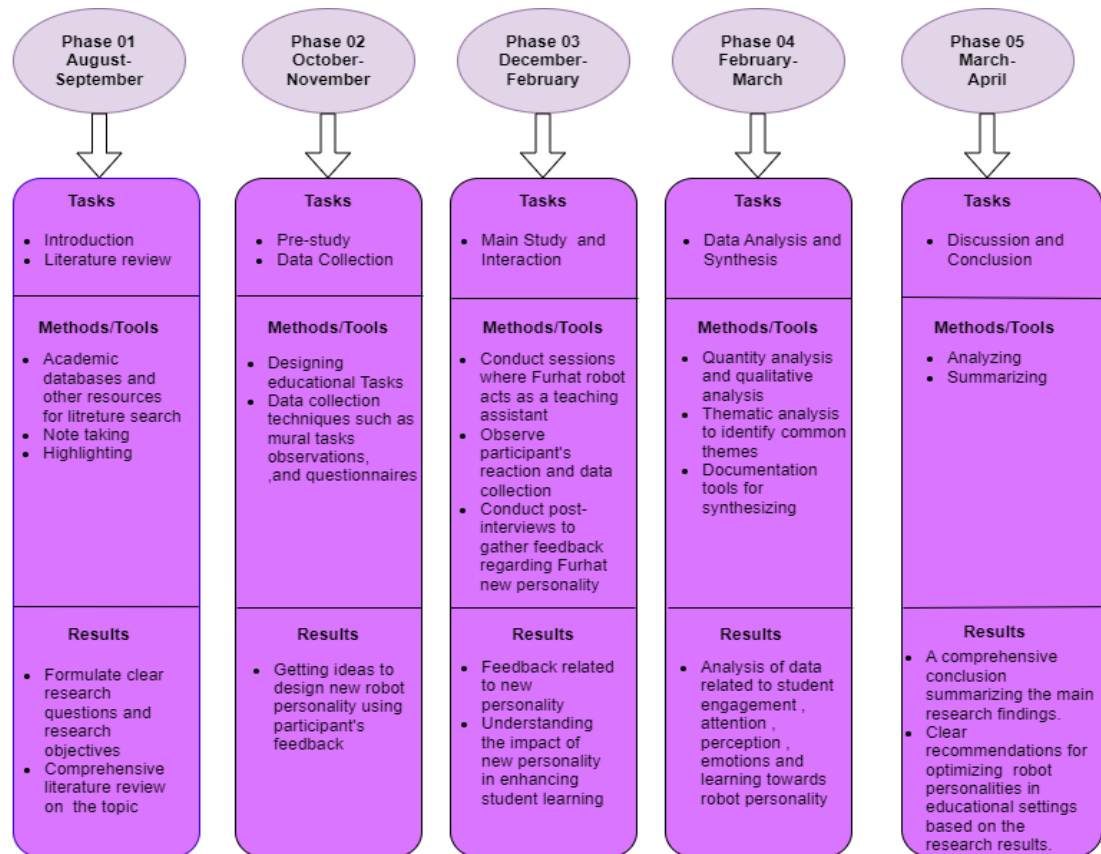 Phase 01
August-
September
Tasks
• Introduction
• Literature review
Methods/Tools
• Academic
databases and
other resources
for litreture search
• Note taking
• Highlighting
Results
• Formulate clear
research
questions and
research
objectives
• Comprehensive
literature review
on the topic
Phase 02
October-
November
Tasks
• Pre-study
• Data Collection
Methods/Tools
• Designing
educational Tasks
• Data collection
techniques such as
mural tasks
observations,
,and questionnaires
Results
• Getting ideas to
design new robot
personality using
participant's
feedback
Phase 03
December-
February
Tasks
• Main Study and
Interaction
Methods/Tools
• Conduct sessions
where Furhat robot
acts as a teaching
assistant
• Observe
participant's
reaction and data
collection
• Conduct post-
interviews to
gather feedback
regarding Furhat
new personality
Results
• Feedback related
to new
personality
• Understanding
the impact of
new personality
in enhancing
student learning
Phase 04
February-
March
Tasks
• Data Analysis and
Synthesis
Methods/Tools
• Quantity analysis
and qualitative
analysis
• Thematic analysis
to identify common
themes
• Documentation
tools for
synthesizing
Results
• Analysis of data
related to student
engagement ,
attention ,
perception ,
emotions and
learning towards
robot personality
Phase 05
March-
April
Tasks
• Discussion and
Conclusion
Methods/Tools
• Analyzing
• Summarizing
Results
• A comprehensive
conclusion
summarizing the main
research findings.
• Clear
recommendations for
optimizing robot
personalities in
educational settings
based on the
research results.